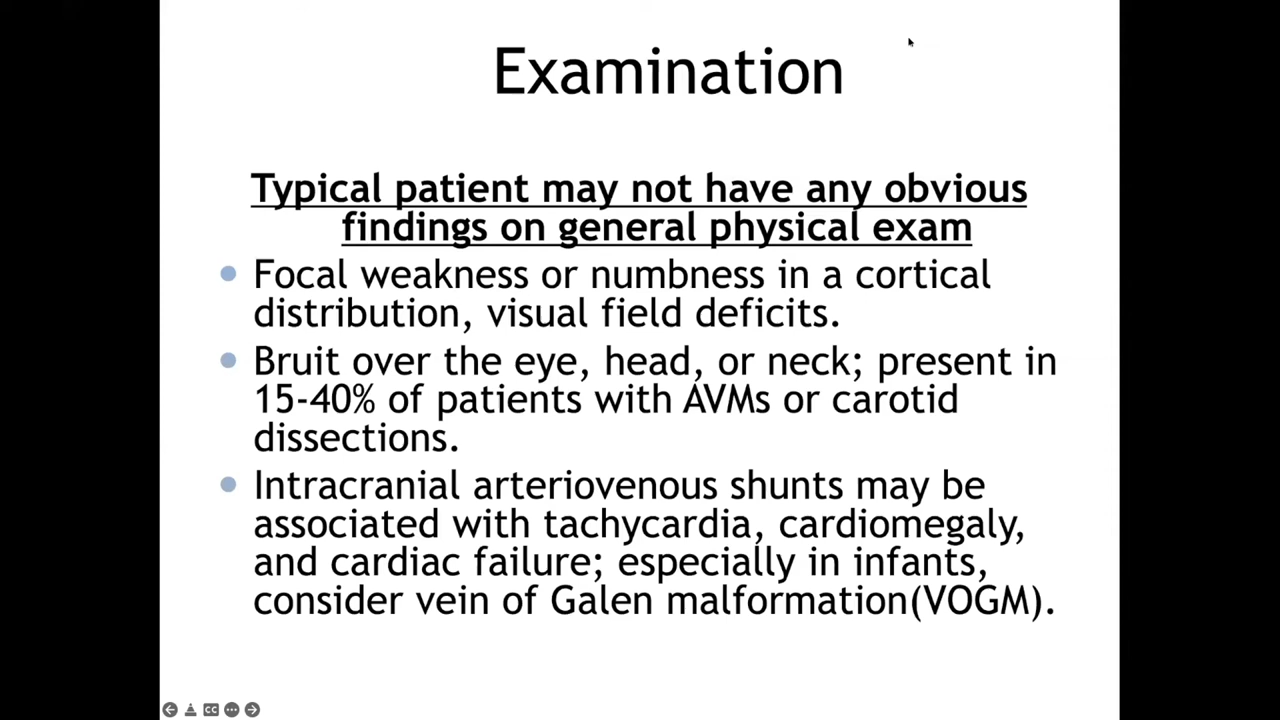 Examination
Typical patient may not have any obvious
findings on general physical exam
Focal weakness or numbness in a cortical
distribution, visual field deficits.
Bruit over the eye, head, or neck; present in
15-40% of patients with AVMs or carotid
dissections.
Intracranial arteriovenous shunts may be
associated with tachycardia, cardiomegaly,
and cardiac failure; especially in infants,
consider vein of Galen malformation(VOGM).
CC